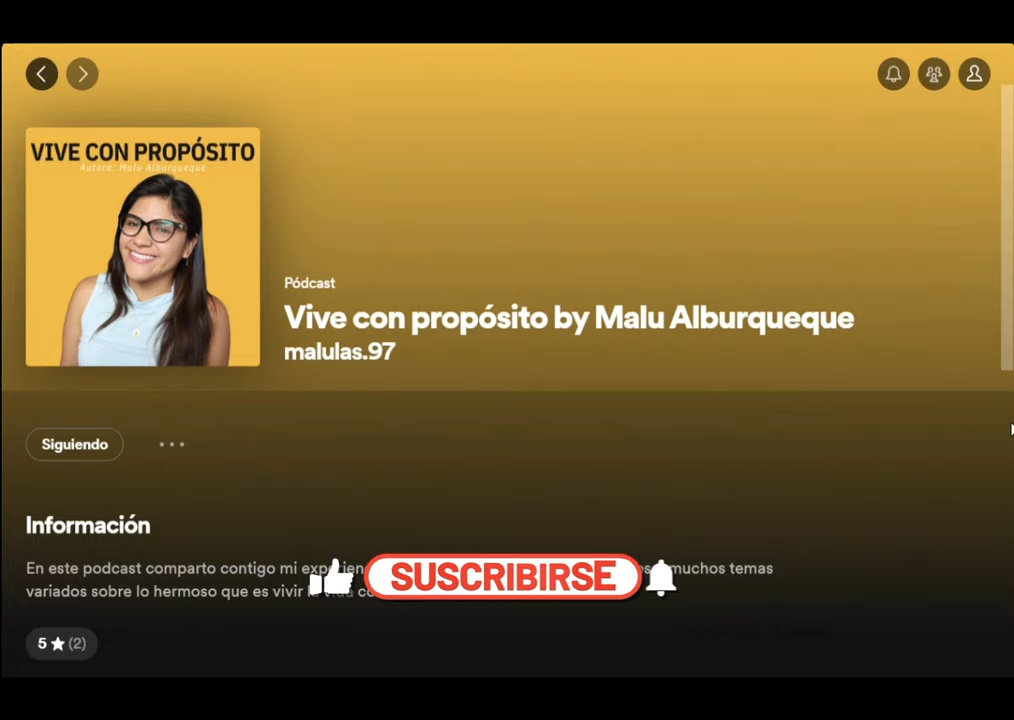 VIVE CON PROPÓSITO
Autora: Malu Alburqueque
Pódcast
Vive con propósito by Malu Alburqueque
malulas.97
Siguiendo
Información
En este podcast comparto contigo mi muchos temas
variados sobre lo hermoso que es vivir
SUSCRIBIRSE
5 ★ (2)